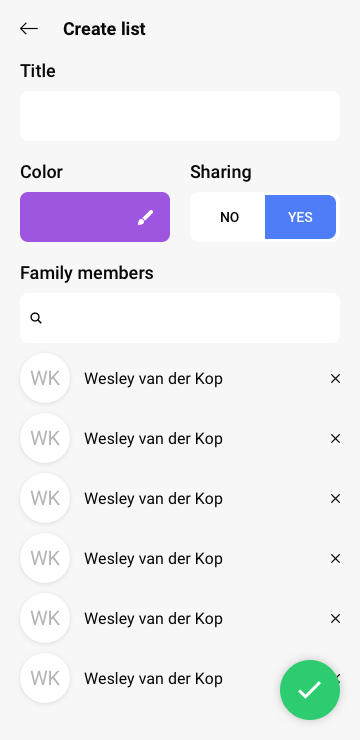 Create list
Title
Color
Sharing
NO
YES
Family members
WK
Wesley van der Kop
WK
Wesley van der Kop
WK
Wesley van der Kop
WK
Wesley van der Kop
WK
Wesley van der Kop
WK
Wesley van der Kop